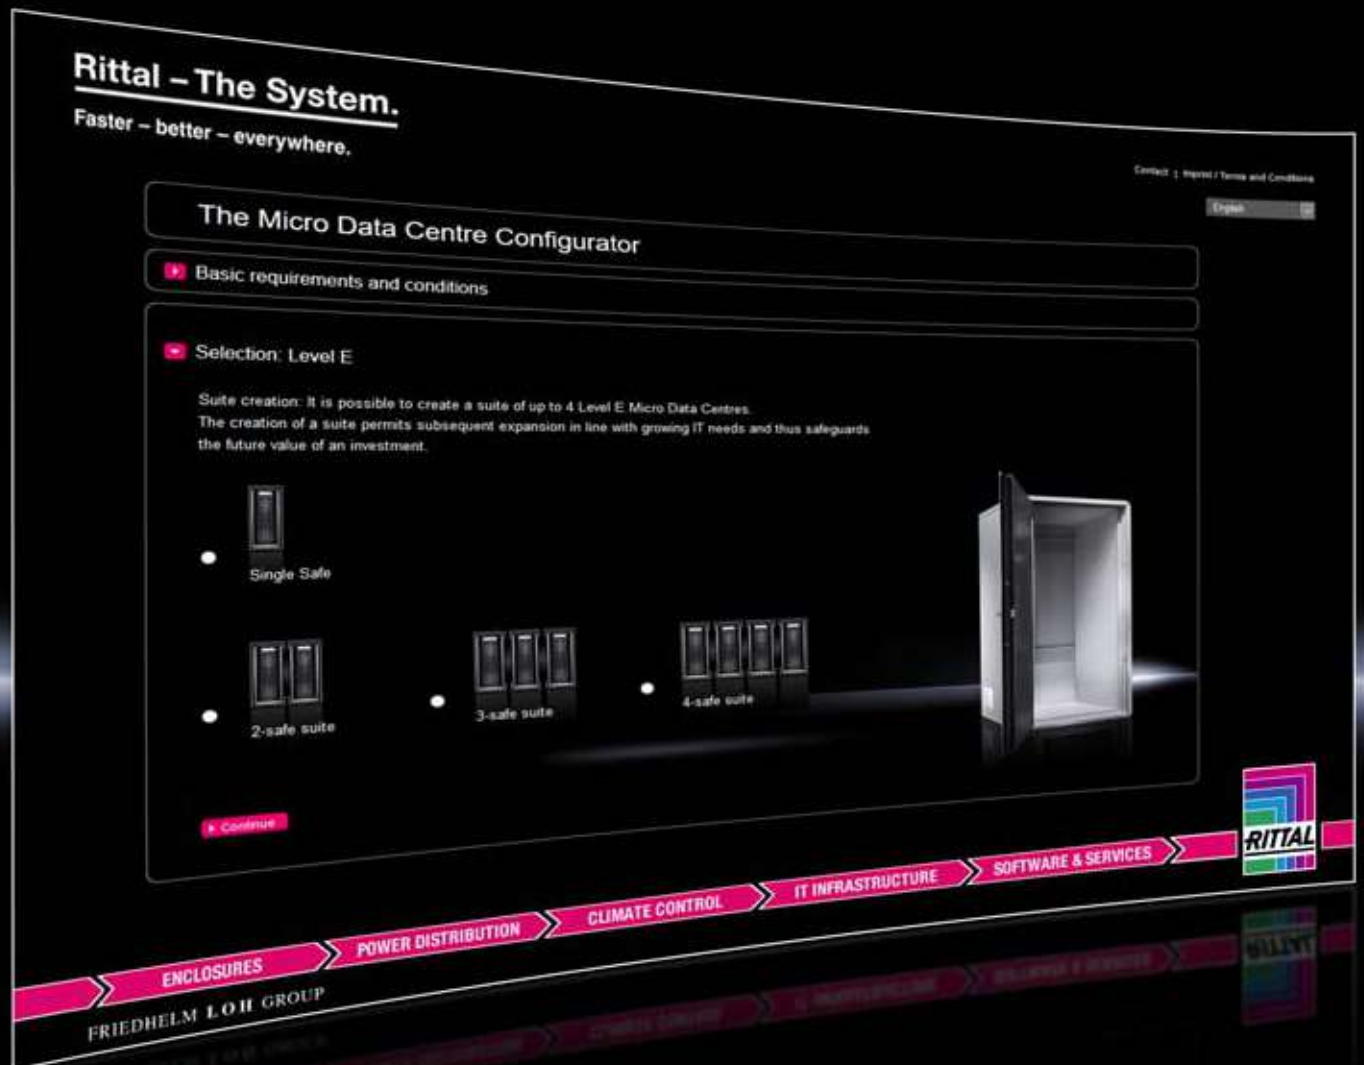 Rittal – The System.
Faster – better – everywhere.
Contact | Imprint / Terms and Conditions
English
The Micro Data Centre Configurator
Basic requirements and conditions
Selection: Level E
Suite creation: It is possible to create a suite of up to 4 Level E Micro Data Centres.
The creation of a suite permits subsequent expansion in line with growing IT needs and thus safeguards
the future value of an investment.
Single Safe
2-safe suite
3-safe suite
4-safe suite
Continue
ENCLOSURES
POWER DISTRIBUTION
CLIMATE CONTROL
IT INFRASTRUCTURE
SOFTWARE & SERVICES
RITTAL
FRIEDHELM LOH GROUP